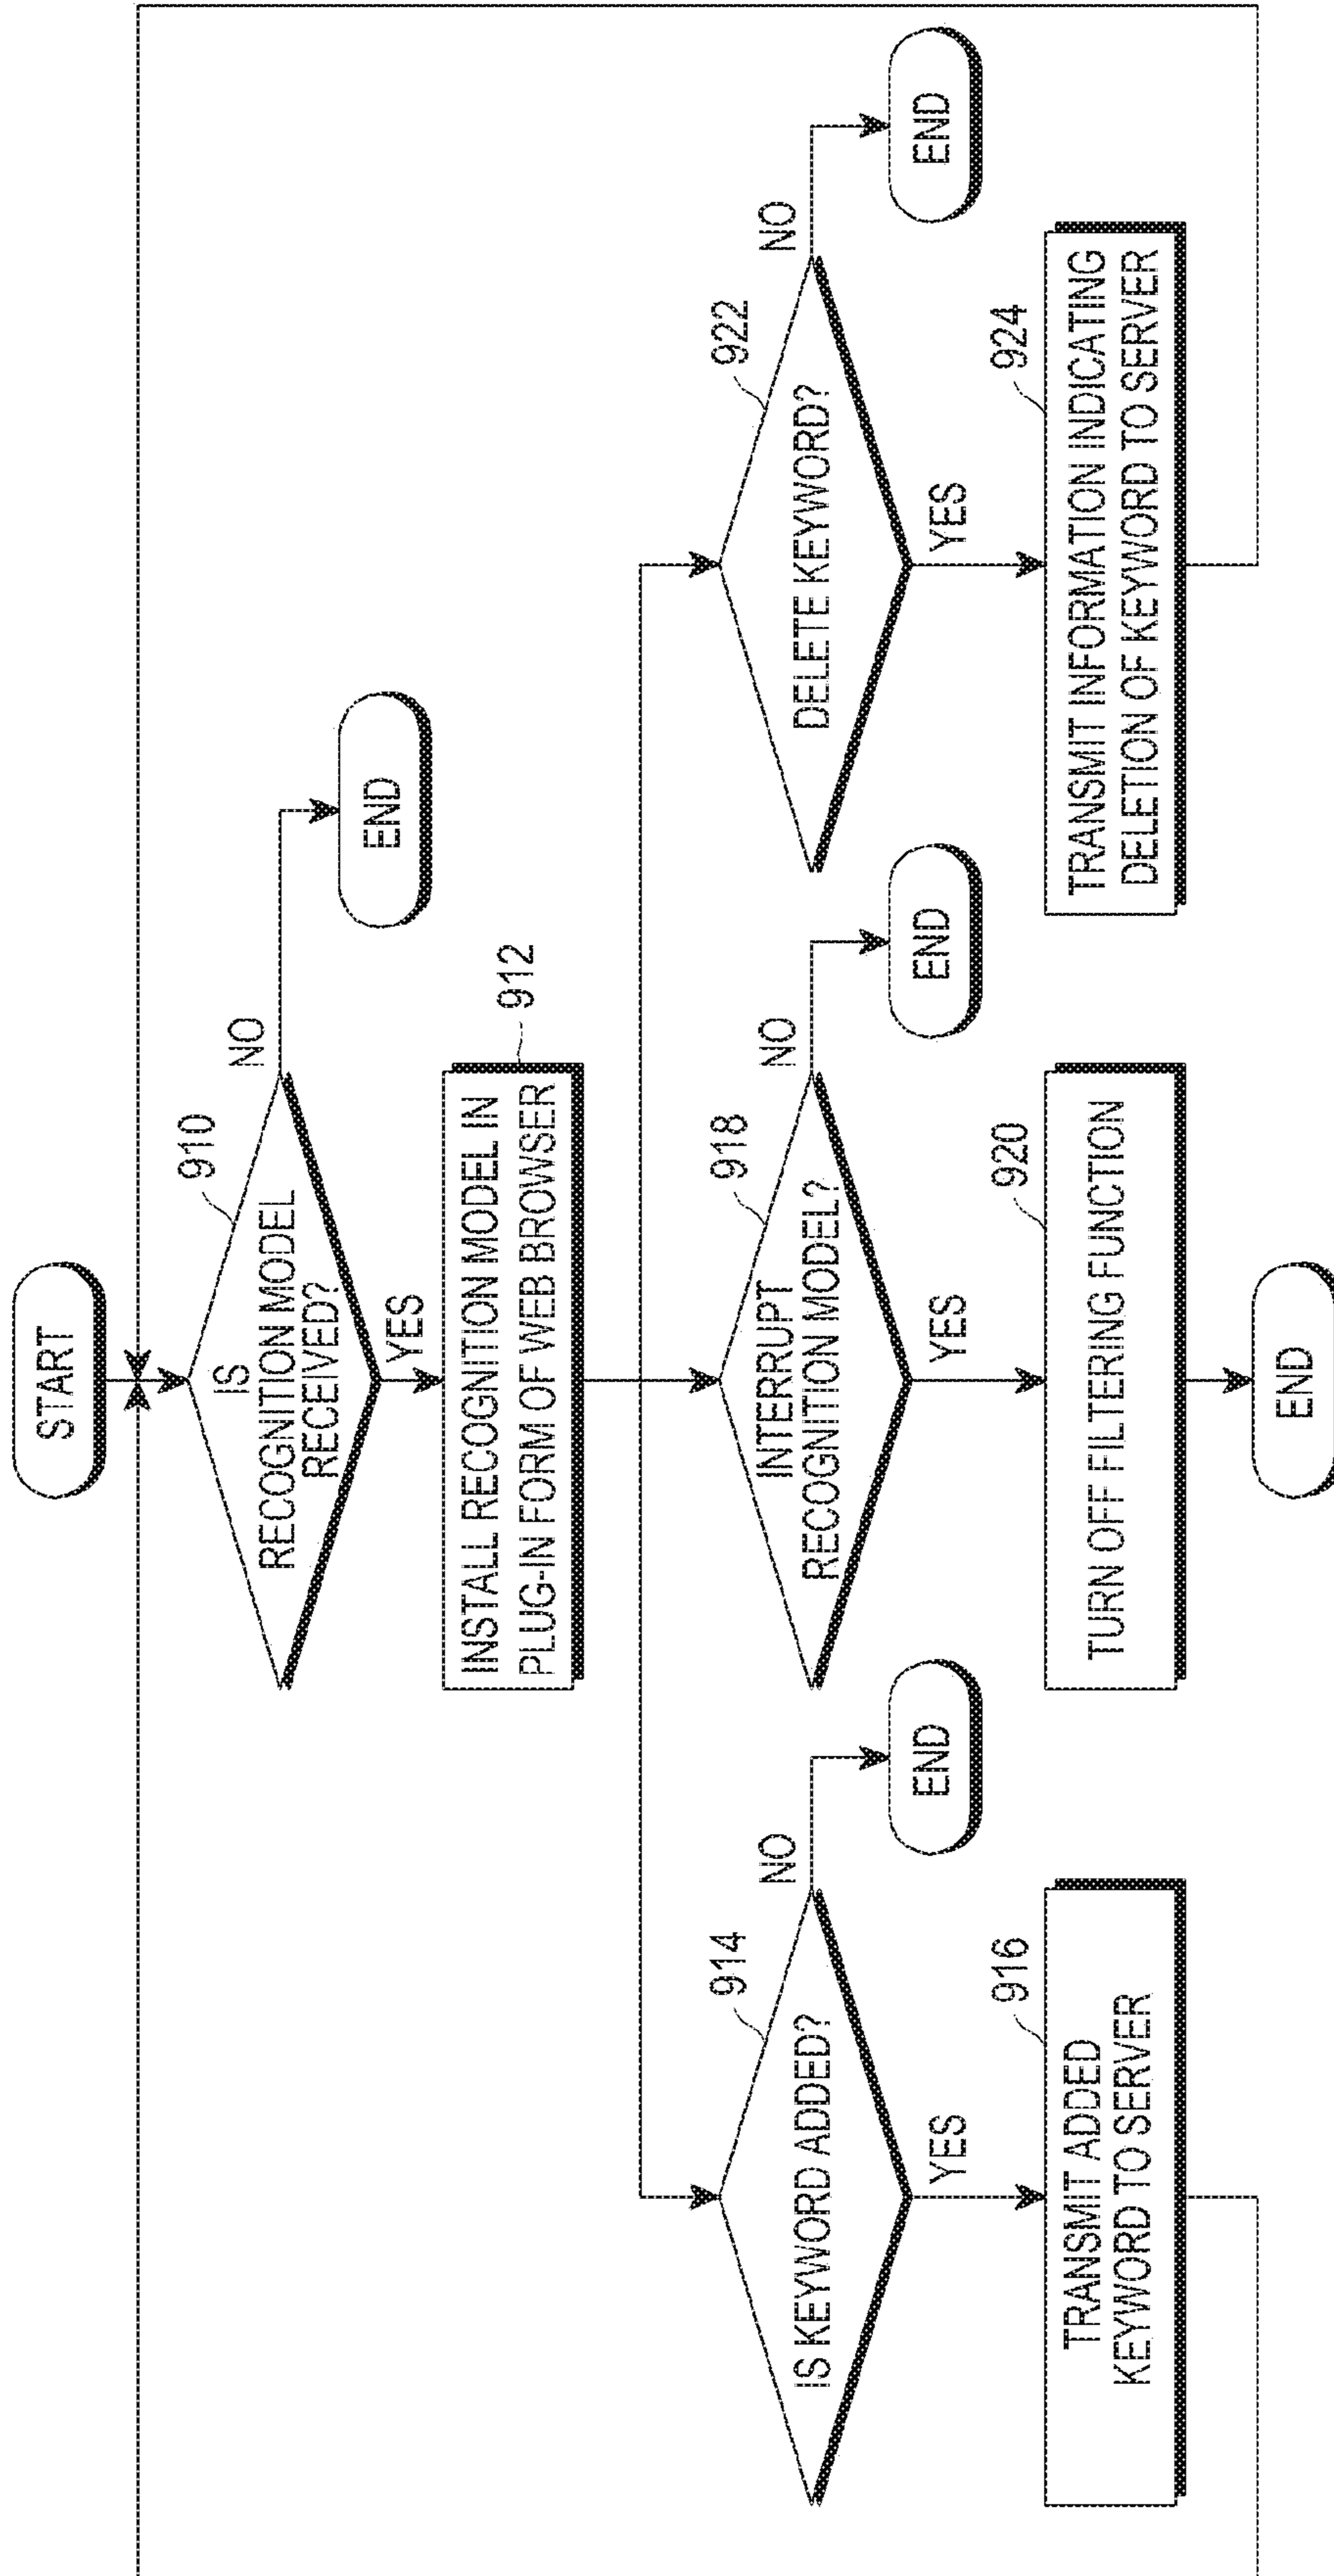 START
910
IS
RECOGNITION MODEL
RECEIVED?
NO
END
YES
912
INSTALL RECOGNITION MODEL IN
PLUG-IN FORM OF WEB BROWSER
914
IS KEYWORD ADDED?
NO
END
YES
916
TRANSMIT ADDED
KEYWORD TO SERVER
918
INTERRUPT
RECOGNITION MODEL?
NO
END
YES
920
TURN OFF FILTERING FUNCTION
END
922
DELETE KEYWORD?
NO
END
YES
924
TRANSMIT INFORMATION INDICATING
DELETION OF KEYWORD TO SERVER